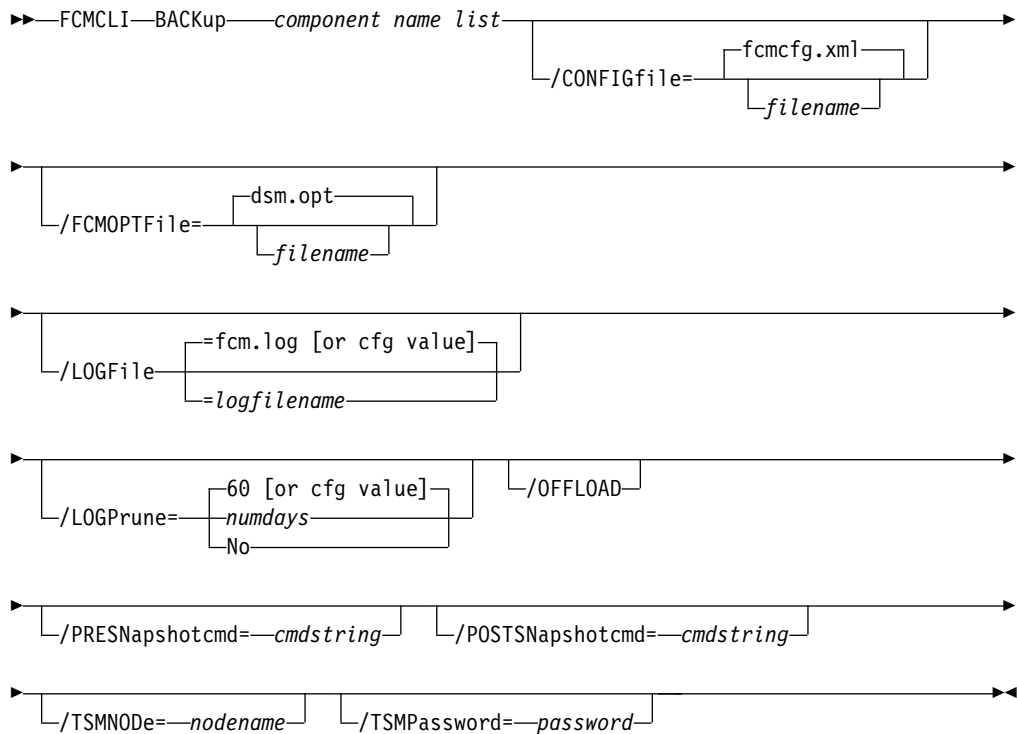 FCMCLI BACKup component name list
fcmcfg.xml
/CONFIGfile=
filename
dsm.opt
/FCMOPTFile=
filename
=fcm.log [or cfg value]
/LOGFile
=logfilename
60 [or cfg value]
/OFFLOAD
/LOGPrune= numdays
No
/PRESNapshotcmd= cmdstring /POSTSNapshotcmd= cmdstring
/TSMNODe= nodename /TSMPassword= password